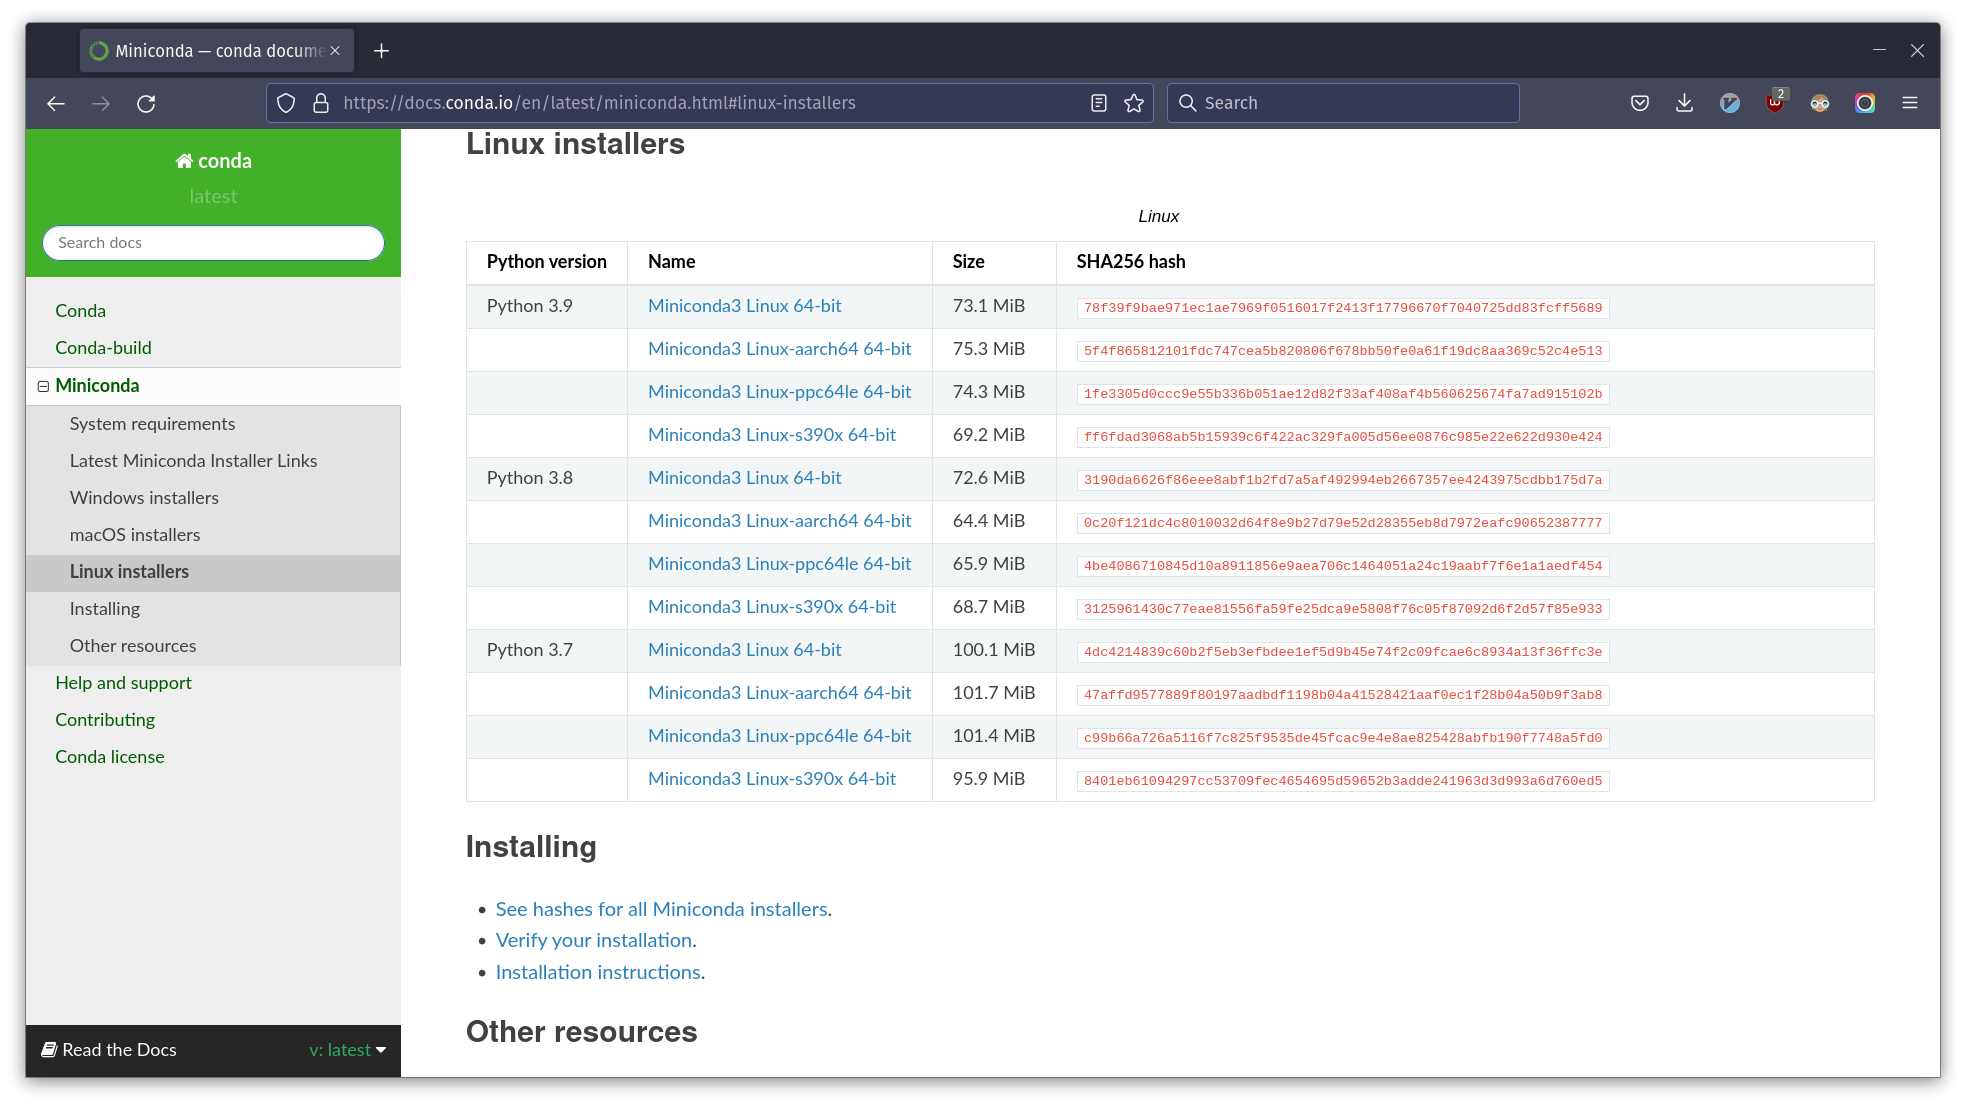 Miniconda — conda docume
https://docs.conda.io/en/latest/miniconda.html#linux-installers
Search
2
conda
latest
Search docs
Conda
Conda-build
Miniconda
System requirements
Latest Miniconda Installer Links
Windows installers
macOS installers
Linux installers
Installing
Other resources
Help and support
Contributing
Conda license
Read the Docs v: latest
Linux installers
Linux
Python version Name Size SHA256 hash
Python 3.9 Miniconda3 Linux 64-bit 73.1 MiB 78f39f9bae971ec1ae7969f0516017f2413f17796670f7040725dd83fcff5689
Miniconda3 Linux-aarch64 64-bit 75.3 MiB 5f4f865812101fdc747cea5b820806f678bb50fe0a61f19dc8aa369c52c4e513
Miniconda3 Linux-ppc64le 64-bit 74.3 MiB 1fe3305d0ccc9e55b336b051ae12d82f33af408af4b560625674fa7ad915102b
Miniconda3 Linux-s390x 64-bit 69.2 MiB ff6fdad3068ab5b15939c6f422ac329fa005d56ee0876c985e22e622d930e424
Python 3.8 Miniconda3 Linux 64-bit 72.6 MiB 3190da6626f86eee8abf1b2fd7a5af492994eb2667357ee4243975cdbb175d7a
Miniconda3 Linux-aarch64 64-bit 64.4 MiB 0c20f121dc4c8010032d64f8e9b27d79e52d28355eb8d7972eafc90652387777
Miniconda3 Linux-ppc64le 64-bit 65.9 MiB 4be4086710845d10a8911856e9aea706c1464051a24c19aabf7f6e1a1aedf454
Miniconda3 Linux-s390x 64-bit 68.7 MiB 3125961430c77eae81556fa59fe25dca9e5808f76c05f87092d6f2d57f85e933
Python 3.7 Miniconda3 Linux 64-bit 100.1 MiB 4dc4214839c60b2f5eb3efbdee1ef5d9b45e74f2c09fcae6c8934a13f36ffc3e
Miniconda3 Linux-aarch64 64-bit 101.7 MiB 47affd9577889f80197aadbdf1198b04a41528421aaf0ec1f28b04a50b9f3ab8
Miniconda3 Linux-ppc64le 64-bit 101.4 MiB c99b66a726a5116f7c825f9535de45fcac9e4e8ae825428abfb190f7748a5fd0
Miniconda3 Linux-s390x 64-bit 95.9 MiB 8401eb61094297cc53709fec4654695d59652b3adde241963d3d993a6d760ed5
Installing
• See hashes for all Miniconda installers.
• Verify your installation.
• Installation instructions.
Other resources